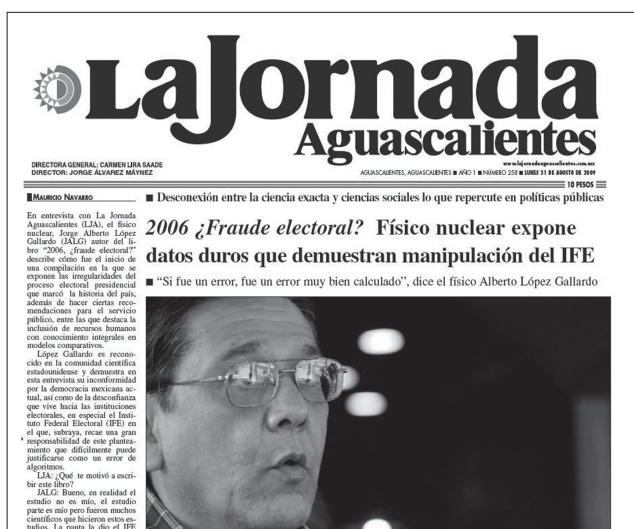 LaJornada
Aguascalientes
DIRECTORA GENERAL: CARMEN LIRA SAADE
DIRECTOR: JORGE ÁLVAREZ MÁYNEZ
www.lajornadaaguascalientes.com.mx
AGUASCALIENTES, AGUASCALIENTES ■ AÑO 1 ■ NÚMERO 258 ■ LUNES 31 DE AGOSTO DE 2009
10 PESOS
MAURICIO NAVARRO
En entrevista con La Jornada
Aguascalientes (LJA), el físico
nuclear, Jorge Alberto López
Gallardo (JALG) autor del li-
bro “2006, ¿fraude electoral?”
describe cómo fue el inicio de
una compilación en la que se
exponen las irregularidades del
proceso electoral presidencial
que marcó la historia del país,
además de hacer ciertas reco-
mendaciones para el servicio
público, entre las que destaca la
inclusión de recursos humanos
con conocimiento integrales en
modelos comparativos.
López Gallardo es recono-
cido en la comunidad científica
estadounidense y demuestra en
esta entrevista su inconformidad
por la democracia mexicana ac-
tual, así como de la desconfianza
que vive hacia las instituciones
electorales, en especial el Insti-
tuto Federal Electoral (IFE) en
el que, subraya, recae una gran
responsabilidad de este plantea-
miento que difícilmente puede
justificarse como un error de
algoritmos.
LJA: ¿Qué te motivó a escri-
bir este libro?
JALG: Bueno, en realidad el
estudio no es mío, el estudio
parte es mío pero fueron muchos
científicos que hicieron estos es-
tudios. La pauta la dio el IFE
■ Desconexión entre la ciencia exacta y ciencias sociales lo que repercute en políticas públicas
2006 ¿Fraude electoral? Físico nuclear expone
datos duros que demuestran manipulación del IFE
■ “Si fue un error, fue un error muy bien calculado”, dice el físico Alberto López Gallardo